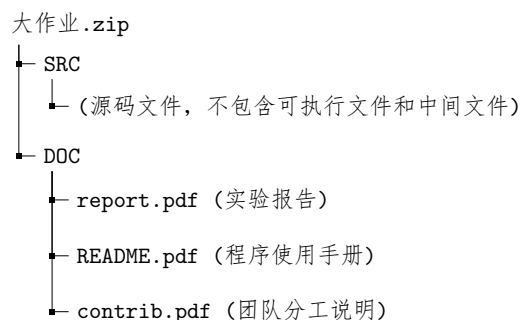 大作业.zip
SRC
(源码文件, 不包含可执行文件和中间文件)
DOC
report.pdf (实验报告)
README.pdf (程序使用手册)
contrib.pdf (团队分工说明)